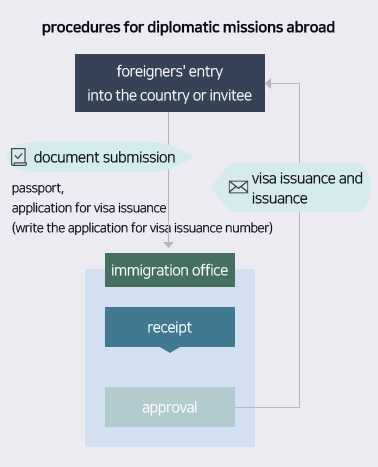 procedures for diplomatic missions abroad
foreigners' entry
into the country or invitee
document submission
passport,
application for visa issuance
(write the application for visa issuance number)
visa issuance and
issuance
immigration office
receipt
approval